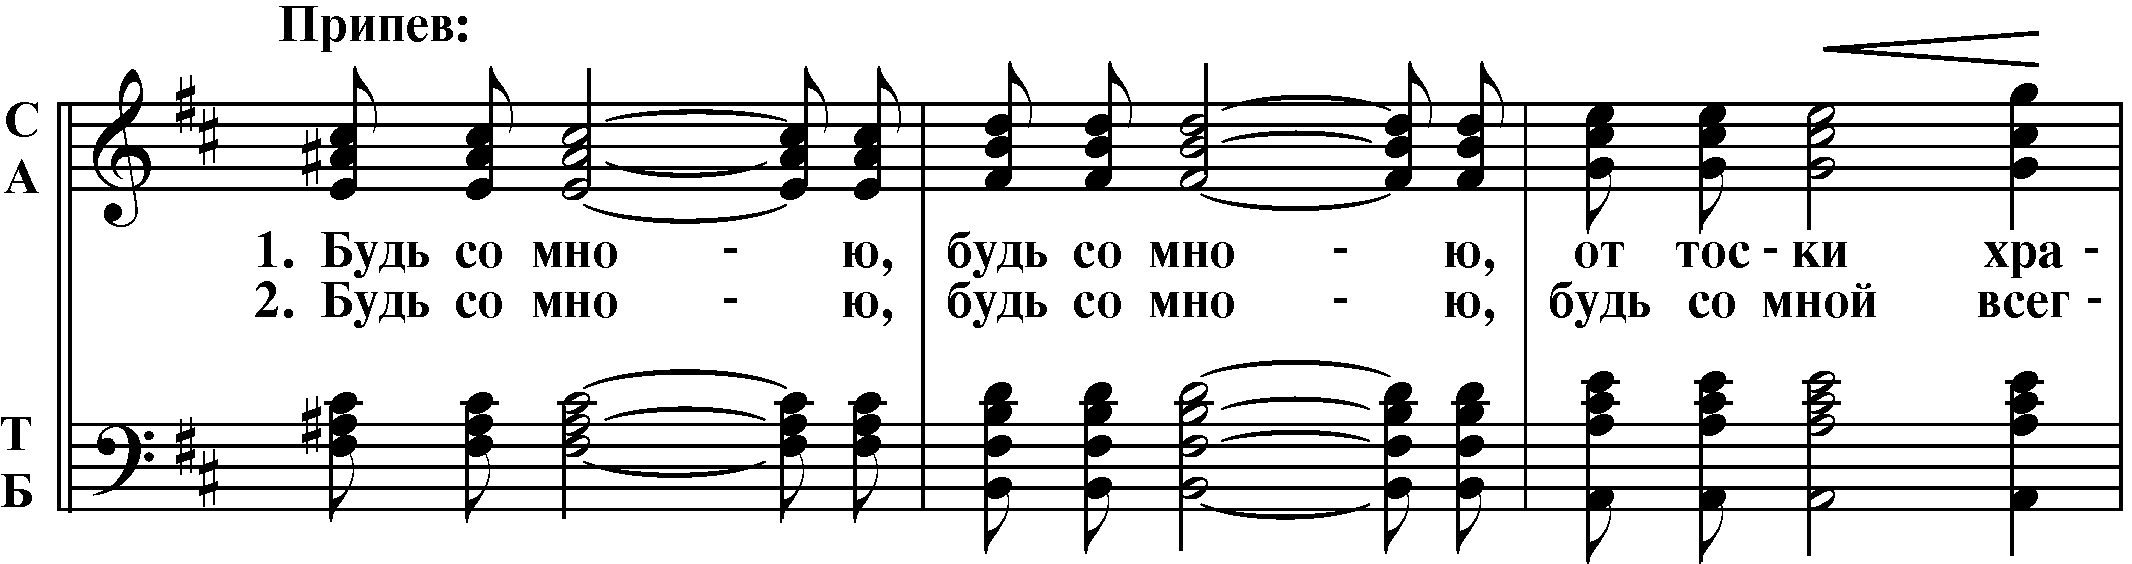 Припев:
С
А
1. Будь со мно - ю, будь со мно - ю, от тос - ки хра -
2. Будь со мно - ю, будь со мно - ю, будь со мной всег -
Т
Б